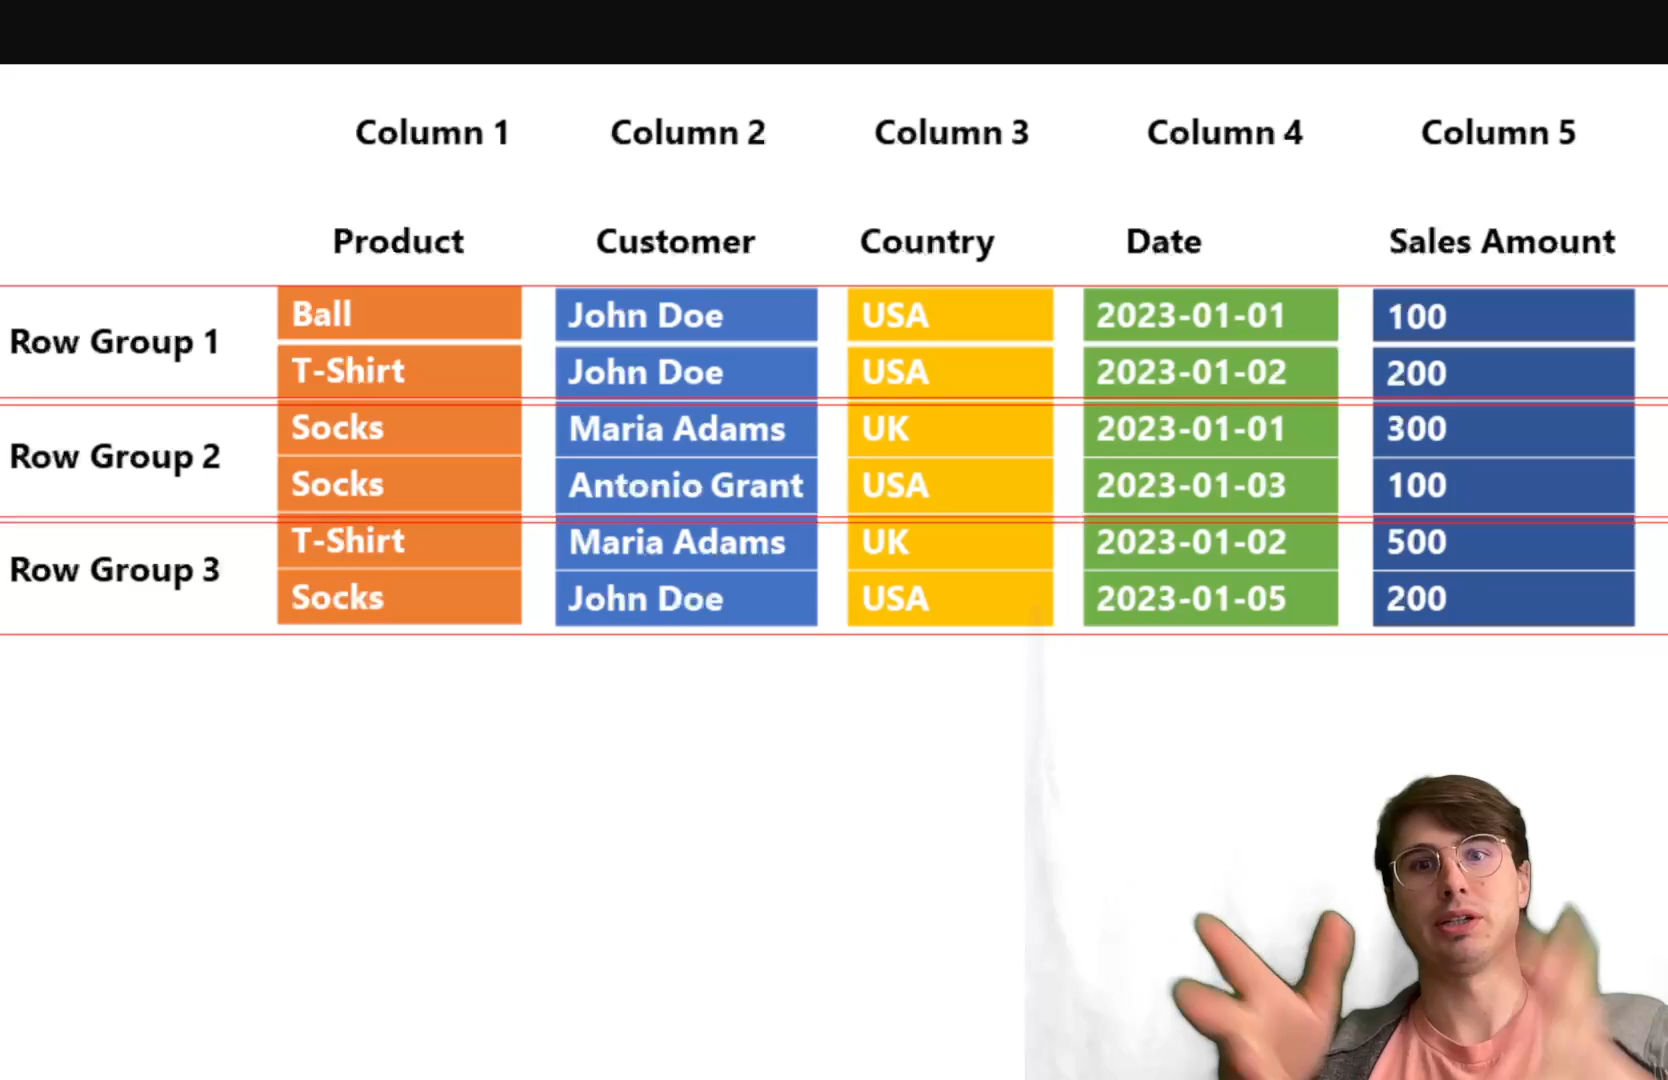 Column 1 Column 2 Column 3 Column 4 Column 5
Product Customer Country Date Sales Amount
Row Group 1
Ball John Doe USA 2023-01-01 100
T-Shirt John Doe USA 2023-01-02 200
Row Group 2
Socks Maria Adams UK 2023-01-01 300
Socks Antonio Grant USA 2023-01-03 100
Row Group 3
T-Shirt Maria Adams UK 2023-01-02 500
Socks John Doe USA 2023-01-05 200